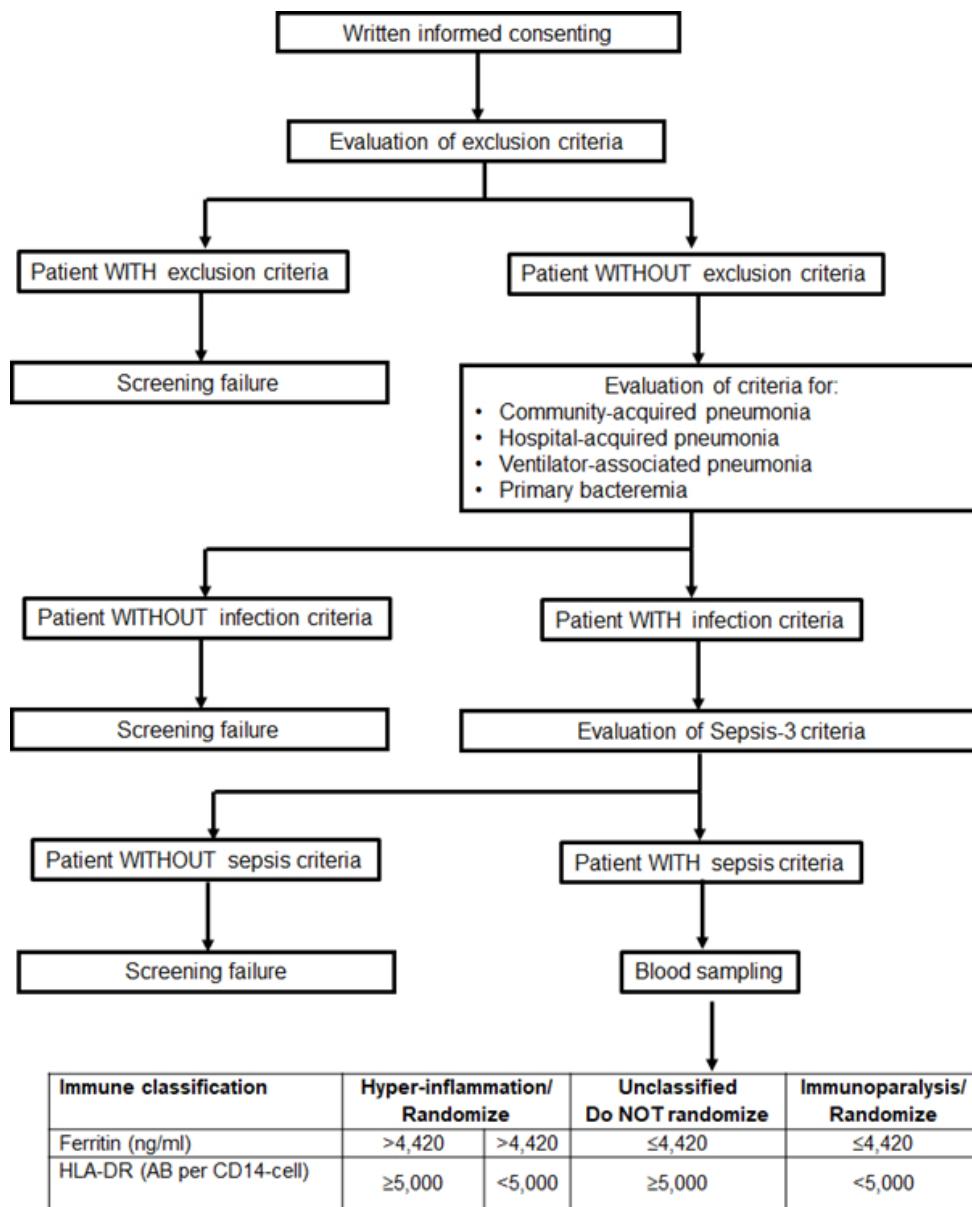 Written informed consenting
Evaluation of exclusion criteria
Patient WITH exclusion criteria
Patient WITHOUT exclusion criteria
Screening failure
Evaluation of criteria for:
• Community-acquired pneumonia
• Hospital-acquired pneumonia
• Ventilator-associated pneumonia
• Primary bacteremia
Patient WITHOUT infection criteria
Patient WITH infection criteria
Screening failure
Evaluation of Sepsis-3 criteria
Patient WITHOUT sepsis criteria
Patient WITH sepsis criteria
Screening failure
Blood sampling
Immune classification
Hyper-inflammation/
Randomize
Unclassified
Do NOT randomize
Immunoparalysis/
Randomize
Ferritin (ng/ml)
>4,420
>4,420
≤4,420
≤4,420
HLA-DR (AB per CD14-cell)
≥5,000
<5,000
≥5,000
<5,000